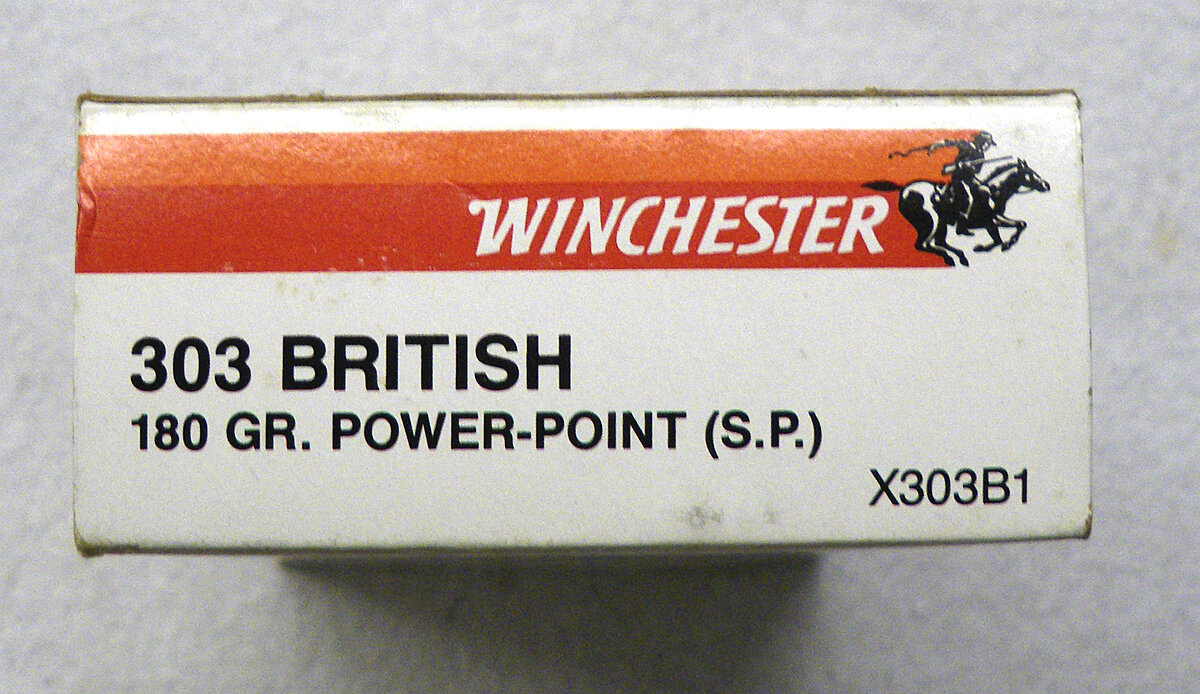 WINCHESTER
303 BRITISH
180 GR. POWER-POINT (S.P.)
X303B1